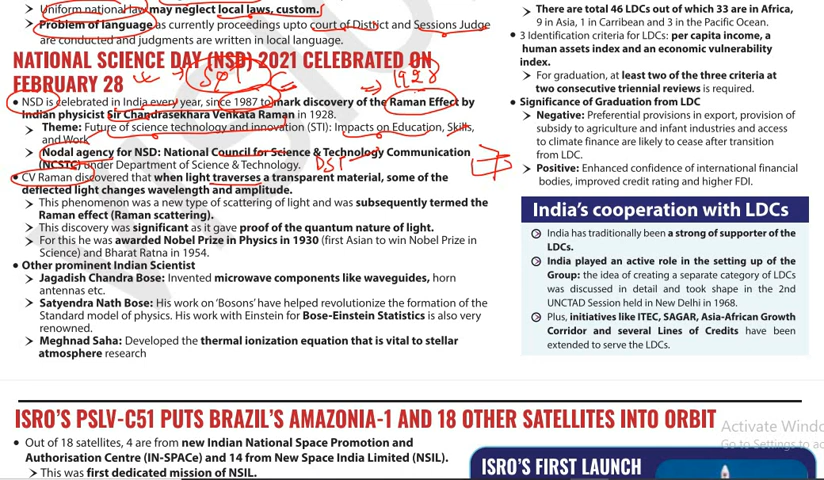 Uniform national law may neglect local laws, custom.
Problem of language as currently proceedings upto court of District and Sessions Judge
are conducted and judgments are written in local language.
NATIONAL SCIENCE DAY (NSD) 2021 CELEBRATED ON
FEBRUARY 28
1928
• NSD is celebrated in India every year, since 1987 to mark discovery of the Raman Effect by
Indian physicist Sir Chandrasekhara Venkata Raman in 1928.
➤ Theme: Future of science technology and innovation (STI): Impacts on Education, Skills,
and Work
➤ Nodal agency for NSD: National Council for Science & Technology Communication
(NCSTC) under Department of Science & Technology.
DST
• CV Raman discovered that when light traverses a transparent material, some of the
deflected light changes wavelength and amplitude.
➤ This phenomenon was a new type of scattering of light and was subsequently termed the
Raman effect (Raman scattering).
➤ This discovery was significant as it gave proof of the quantum nature of light.
➤ For this he was awarded Nobel Prize in Physics in 1930 (first Asian to win Nobel Prize in
Science) and Bharat Ratna in 1954.
• Other prominent Indian Scientist
➤ Jagadish Chandra Bose: Invented microwave components like waveguides, horn
antennas etc.
➤ Satyendra Nath Bose: His work on ‘Bosons’ have helped revolutionize the formation of the
Standard model of physics. His work with Einstein for Bose-Einstein Statistics is also very
renowned.
➤ Meghnad Saha: Developed the thermal ionization equation that is vital to stellar
atmosphere research
➤ There are total 46 LDCs out of which 33 are in Africa,
9 in Asia, 1 in Carribean and 3 in the Pacific Ocean.
• 3 Identification criteria for LDCs: per capita income, a
human assets index and an economic vulnerability
index.
➤ For graduation, at least two of the three criteria at
two consecutive triennial reviews is required.
• Significance of Graduation from LDC
➤ Negative: Preferential provisions in export, provision of
subsidy to agriculture and infant industries and access
to climate finance are likely to cease after transition
from LDC.
➤ Positive: Enhanced confidence of international financial
bodies, improved credit rating and higher FDI.
India’s cooperation with LDCs
India has traditionally been a strong of supporter of the
LDCs.
India played an active role in the setting up of the
Group: the idea of creating a separate category of LDCs
was discussed in detail and took shape in the 2nd
UNCTAD Session held in New Delhi in 1968.
Plus, initiatives like ITEC, SAGAR, Asia-African Growth
Corridor and several Lines of Credits have been
extended to serve the LDCs.
ISRO’S PSLV-C51 PUTS BRAZIL’S AMAZONIA-1 AND 18 OTHER SATELLITES INTO ORBIT
Activate Windo
Go to Settings to ac
• Out of 18 satellites, 4 are from new Indian National Space Promotion and
Authorisation Centre (IN-SPACe) and 14 from New Space India Limited (NSIL).
➤ This was first dedicated mission of NSIL.
ISRO’S FIRST LAUNCH